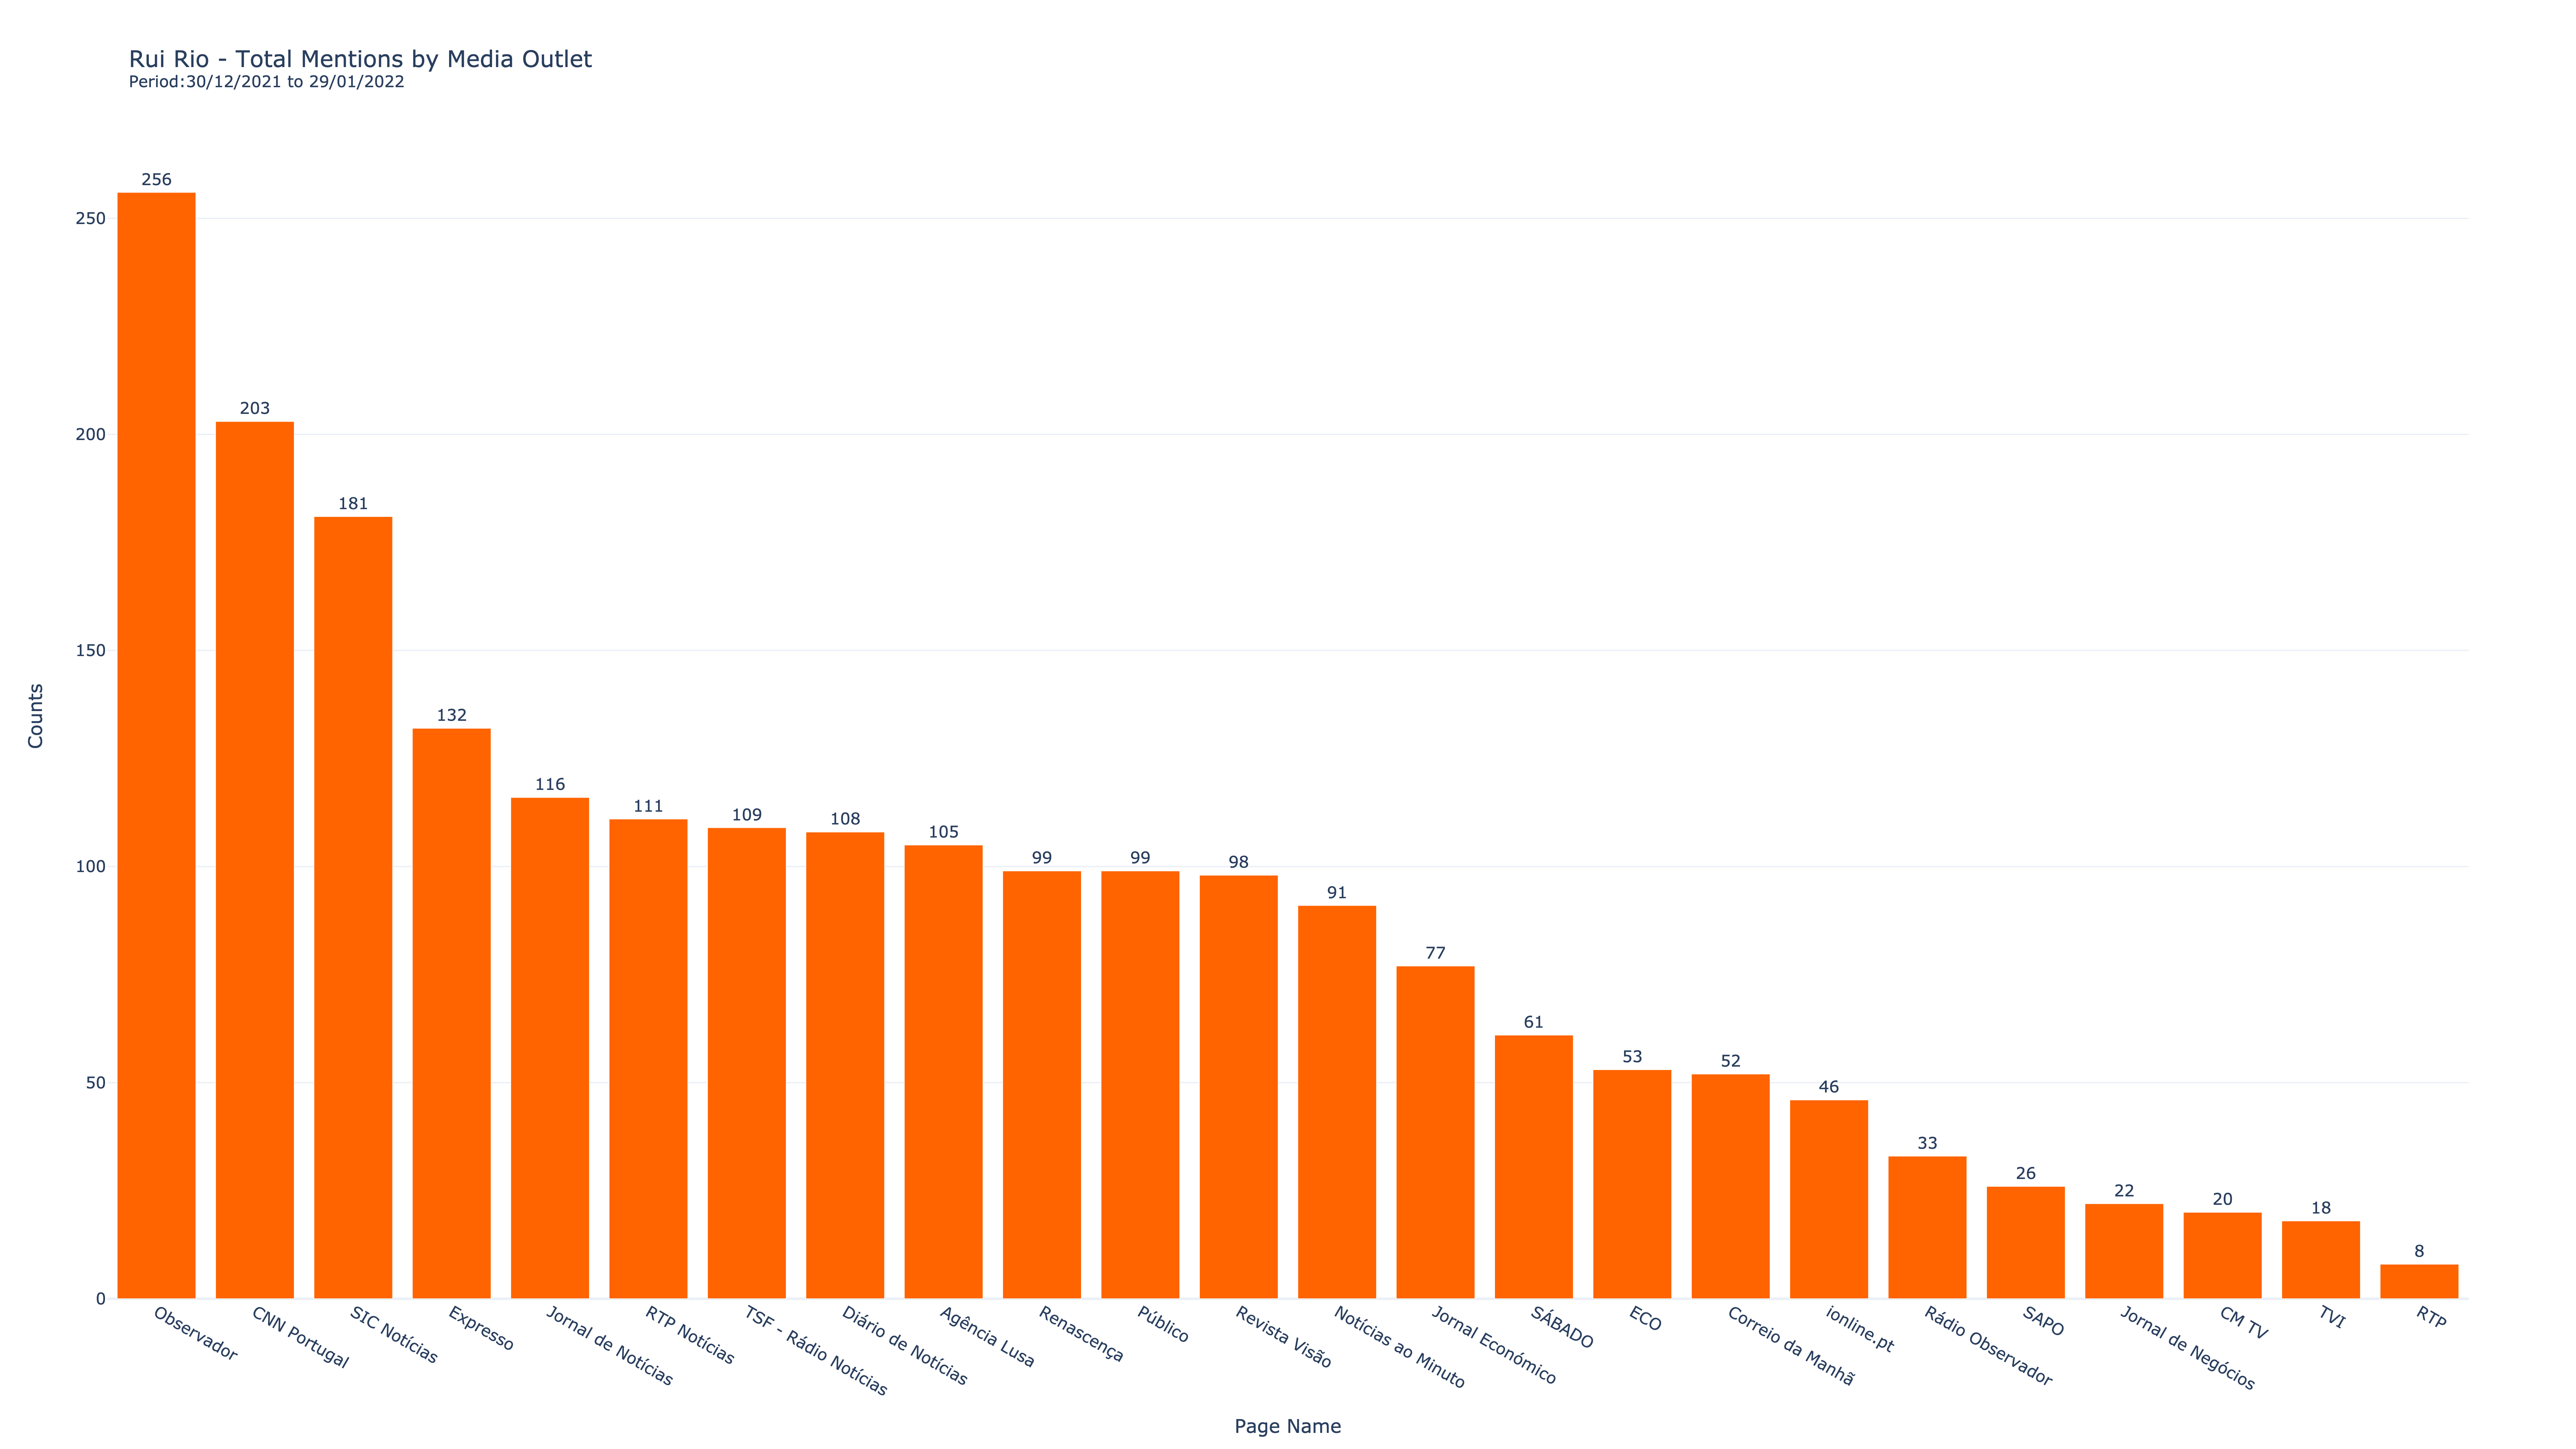 Rui Rio - Total Mentions by Media Outlet
Period:30/12/2021 to 29/01/2022
256
203
181
132
116
111
109
108
105
99
99
98
91
77
61
53
52
46
33
26
22
20
18
8
250
200
150
100
50
0
Counts
Observador
CNN Portugal
SIC Notícias
Expresso
Jornal de Notícias
RTP Notícias
TSF - Rádio Notícias
Diário de Notícias
Agência Lusa
Renascença
Público
Revista Visão
Notícias ao Minuto
Jornal Económico
SÁBADO
ECO
Correio da Manhã
ionline.pt
Rádio Observador
SAPO
Jornal de Negócios
CM TV
TVI
RTP
Page Name